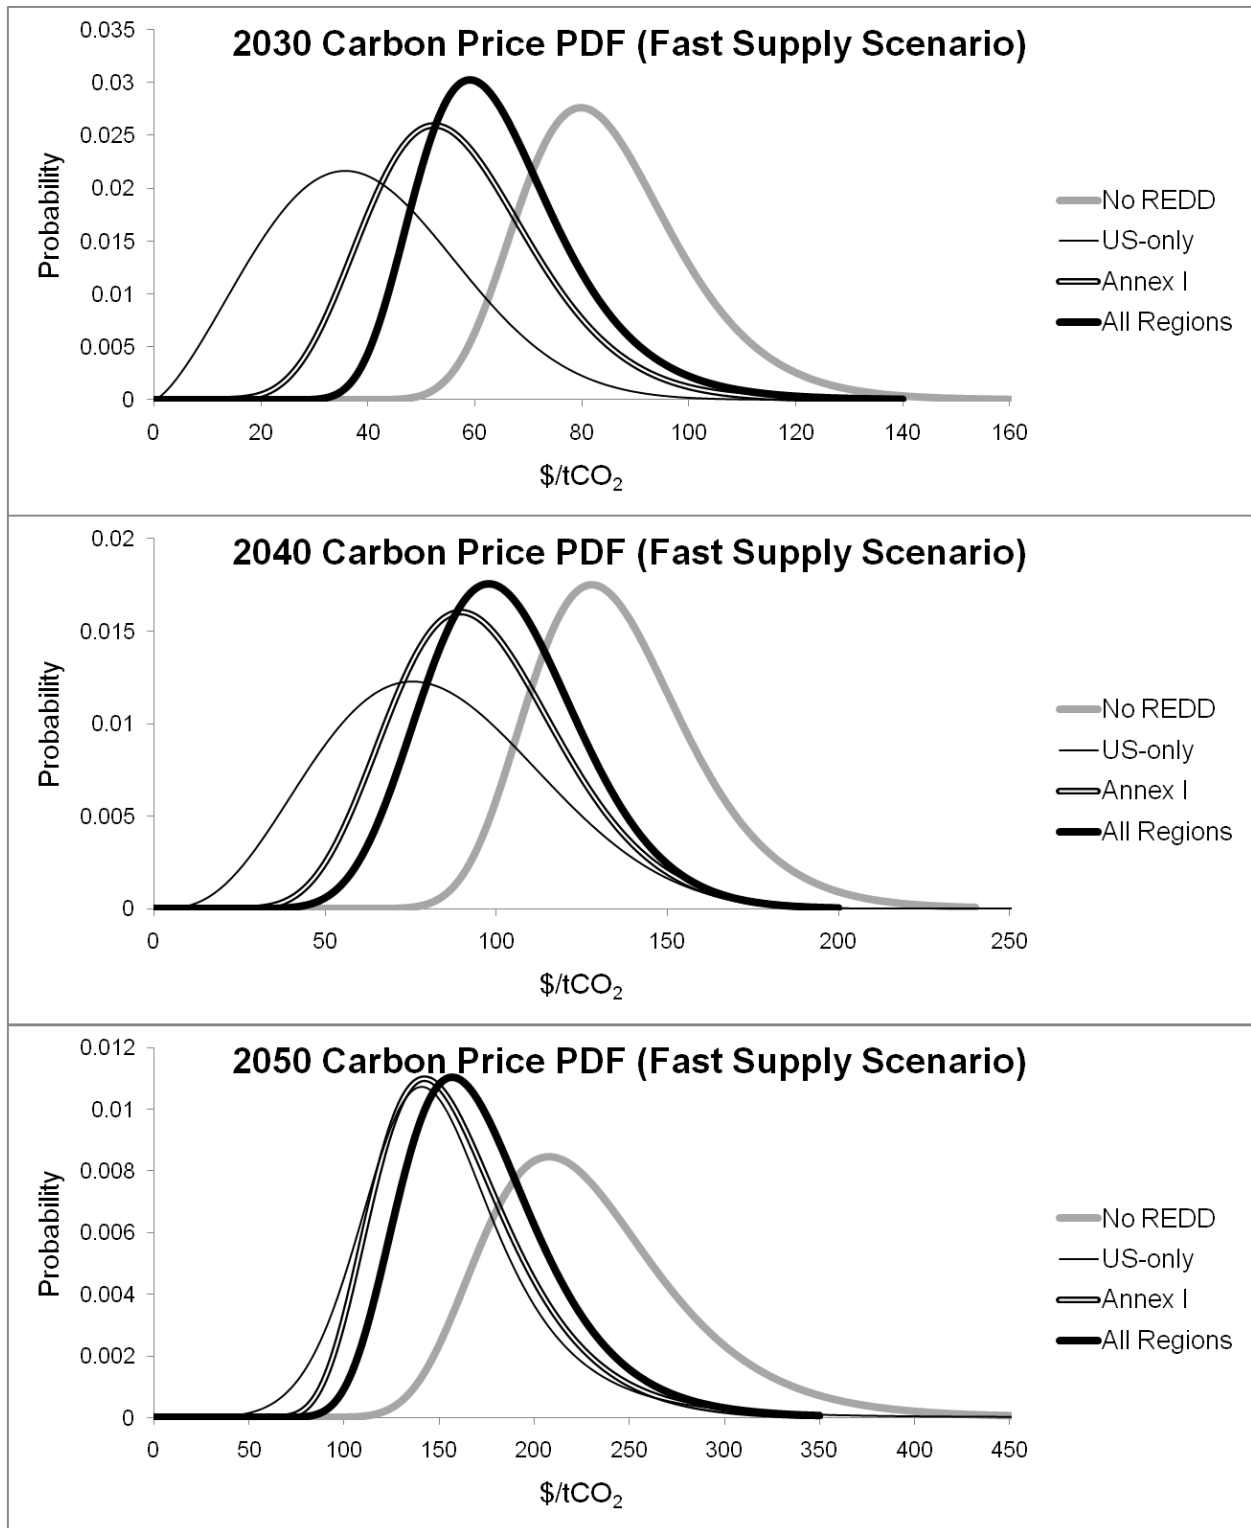 2030 Carbon Price PDF (Fast Supply Scenario)
0.035
0.03
0.025
0.02
0.015
0.01
0.005
0
Probability
0 20 40 60 80 100 120 140 160
$/tCO₂
No REDD
US-only
Annex I
All Regions
2040 Carbon Price PDF (Fast Supply Scenario)
0.02
0.015
0.01
0.005
0
Probability
0 50 100 150 200 250
$/tCO₂
No REDD
US-only
Annex I
All Regions
2050 Carbon Price PDF (Fast Supply Scenario)
0.012
0.01
0.008
0.006
0.004
0.002
0
Probability
0 50 100 150 200 250 300 350 400 450
$/tCO₂
No REDD
US-only
Annex I
All Regions